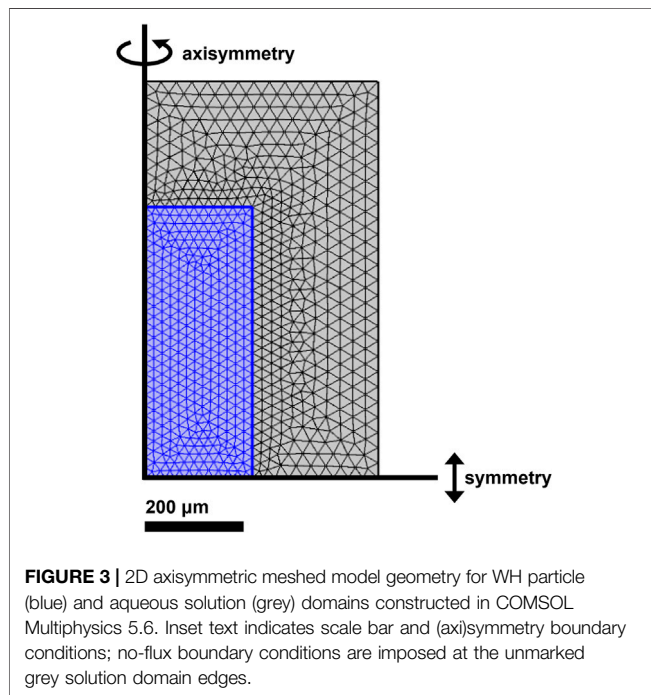 axisymmetry
symmetry
200 µm
FIGURE 3 | 2D axisymmetric meshed model geometry for WH particle
(blue) and aqueous solution (grey) domains constructed in COMSOL
Multiphysics 5.6. Inset text indicates scale bar and (axi)symmetry boundary
conditions; no-flux boundary conditions are imposed at the unmarked
grey solution domain edges.